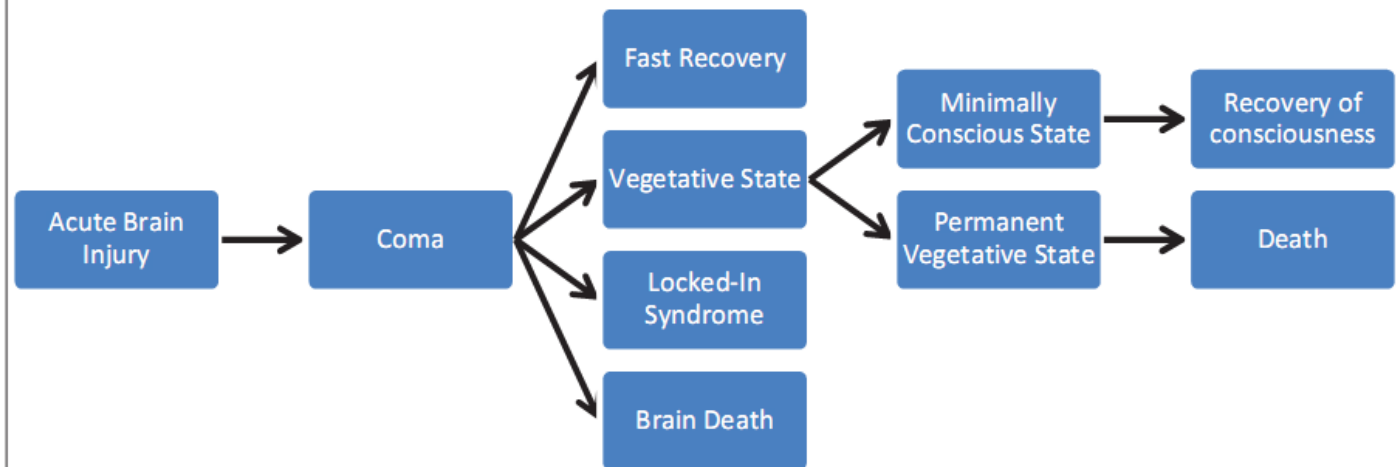 Acute Brain
Injury
Coma
Fast Recovery
Vegetative State
Locked-In
Syndrome
Brain Death
Minimally
Conscious State
Permanent
Vegetative State
Recovery of
consciousness
Death